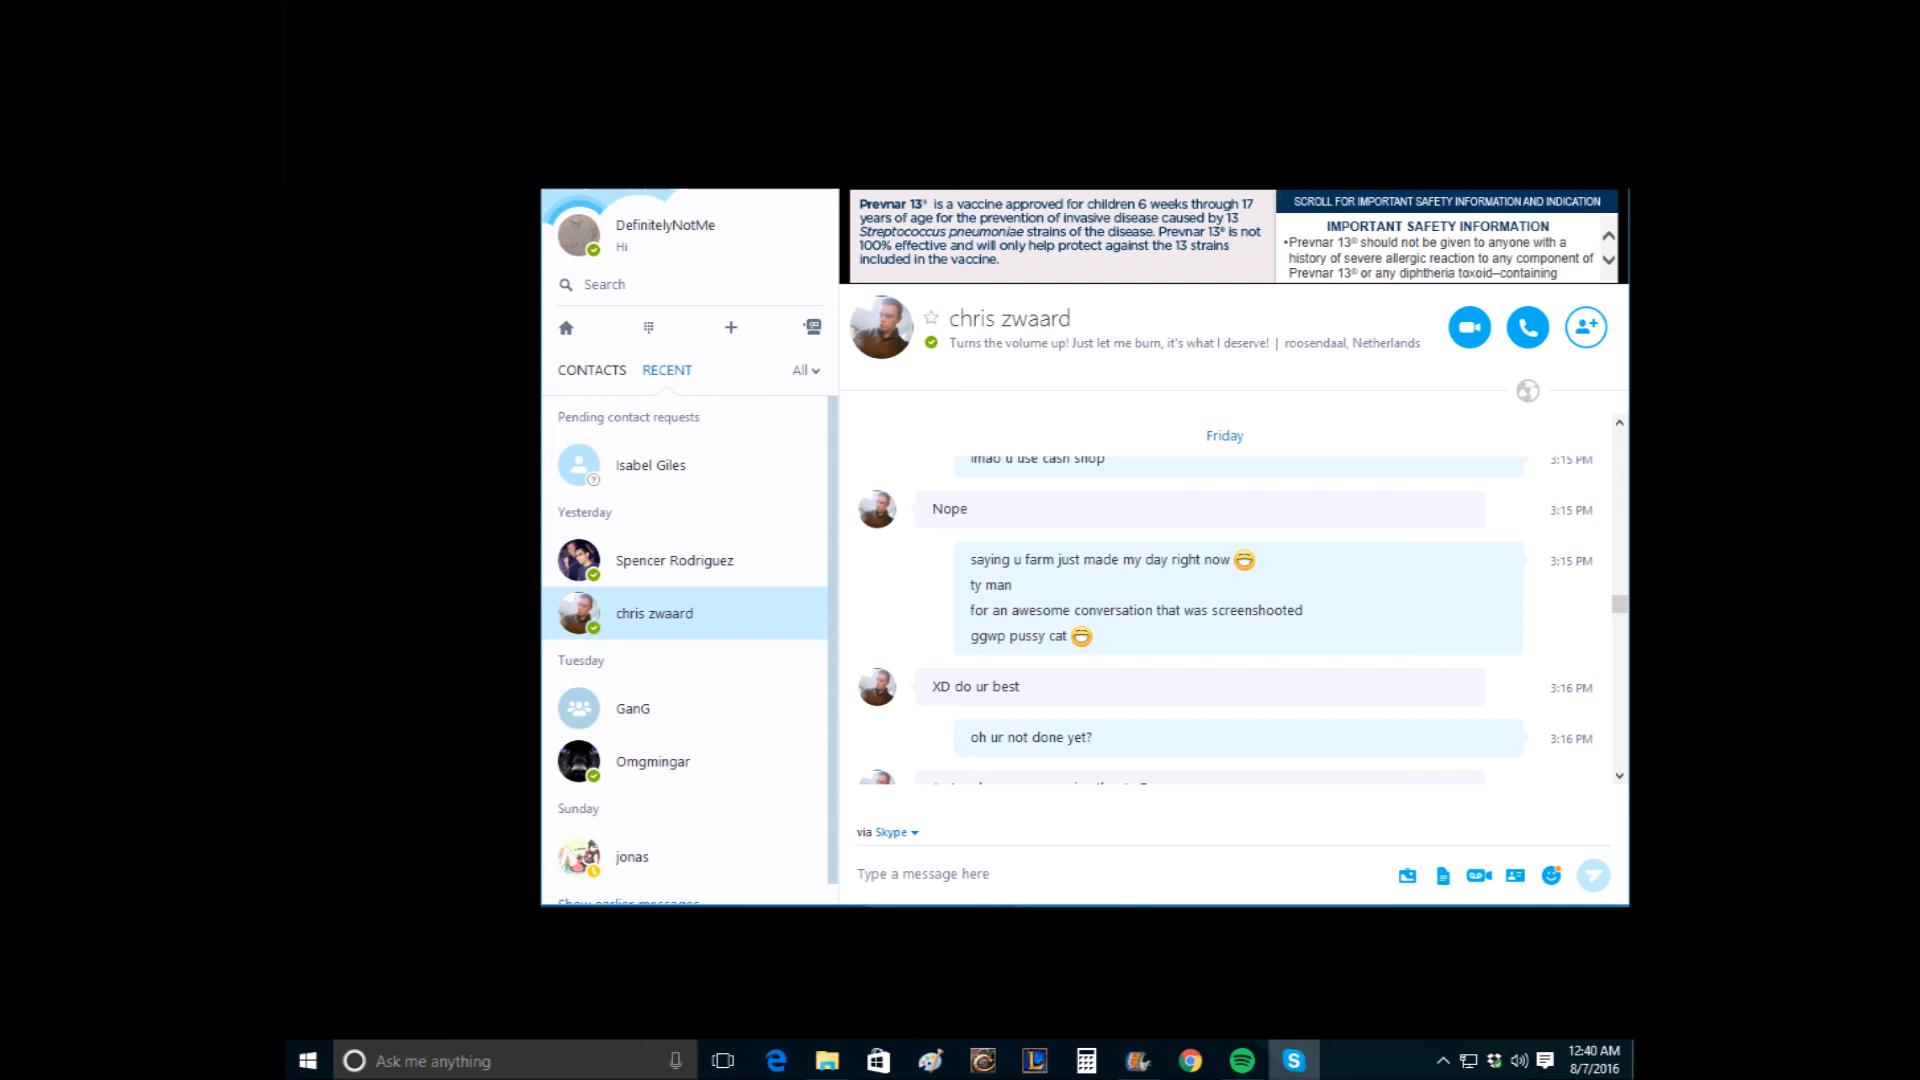 DefinitelyNotMe
Hi
Search
CONTACTS RECENT All
Pending contact requests
Isabel Giles
Yesterday
Spencer Rodriguez
chris zwaard
Tuesday
GanG
Omgmingar
Sunday
jonas
Show earlier messages
Prevnar 13® is a vaccine approved for children 6 weeks through 17
years of age for the prevention of invasive disease caused by 13
Streptococcus pneumoniae strains of the disease. Prevnar 13® is not
100% effective and will only help protect against the 13 strains
included in the vaccine.
SCROLL FOR IMPORTANT SAFETY INFORMATION AND INDICATION
IMPORTANT SAFETY INFORMATION
•Prevnar 13® should not be given to anyone with a
history of severe allergic reaction to any component of
Prevnar 13® or any diphtheria toxoid–containing
chris zwaard
Turns the volume up! Just let me burn, it's what I deserve! | roosendaal, Netherlands
Friday
lmao u use cash shop 3:15 PM
Nope 3:15 PM
saying u farm just made my day right now 3:15 PM
ty man
for an awesome conversation that was screenshooted
ggwp pussy cat
XD do ur best 3:16 PM
oh ur not done yet? 3:16 PM
via Skype
Type a message here
Ask me anything
12:40 AM
8/7/2016